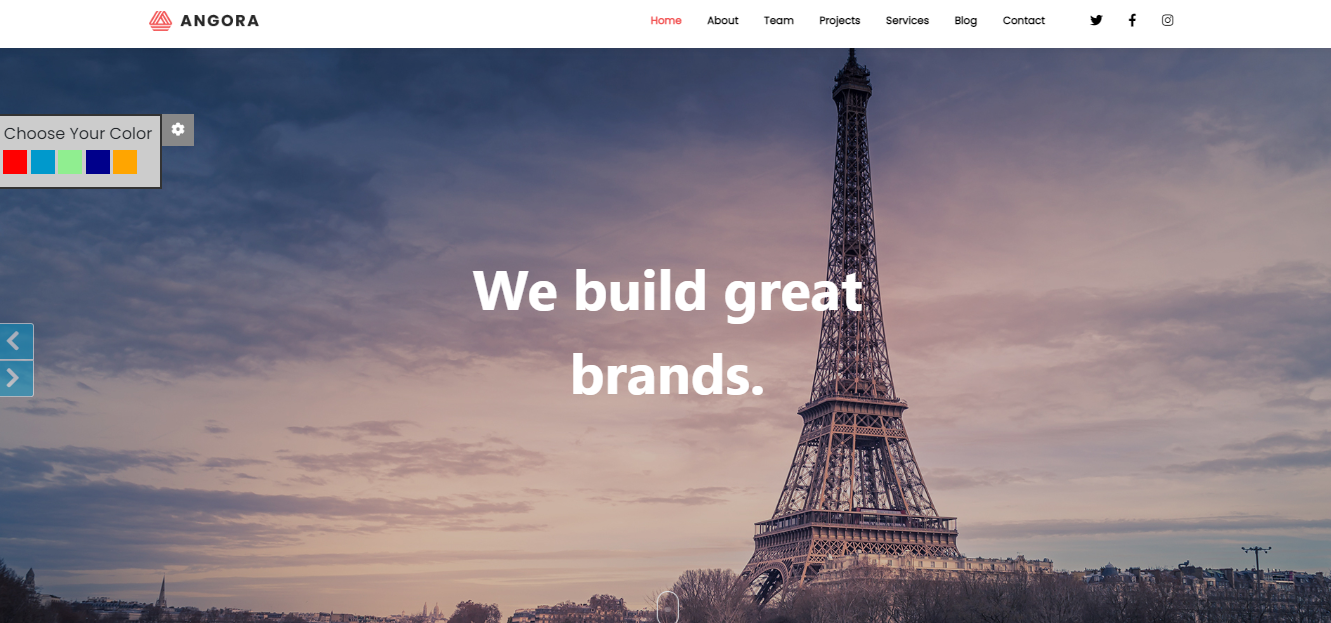 ANGORA
Home About Team Projects Services Blog Contact
Choose Your Color
We build great
brands.